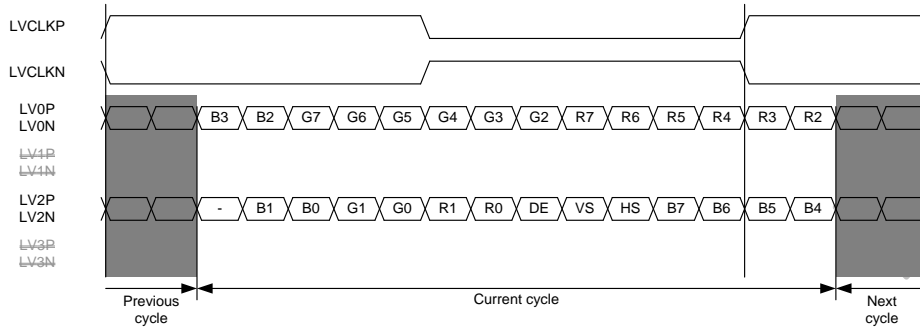 LVCLKP
LVCLKN
LV0P
LV0N
B3 B2 G7 G6 G5 G4 G3 G2 R7 R6 R5 R4 R3 R2
LV1P
LV1N
LV2P
LV2N
- B1 B0 G1 G0 R1 R0 DE VS HS B7 B6 B5 B4
LV3P
LV3N
Previous
cycle
Current cycle
Next
cycle